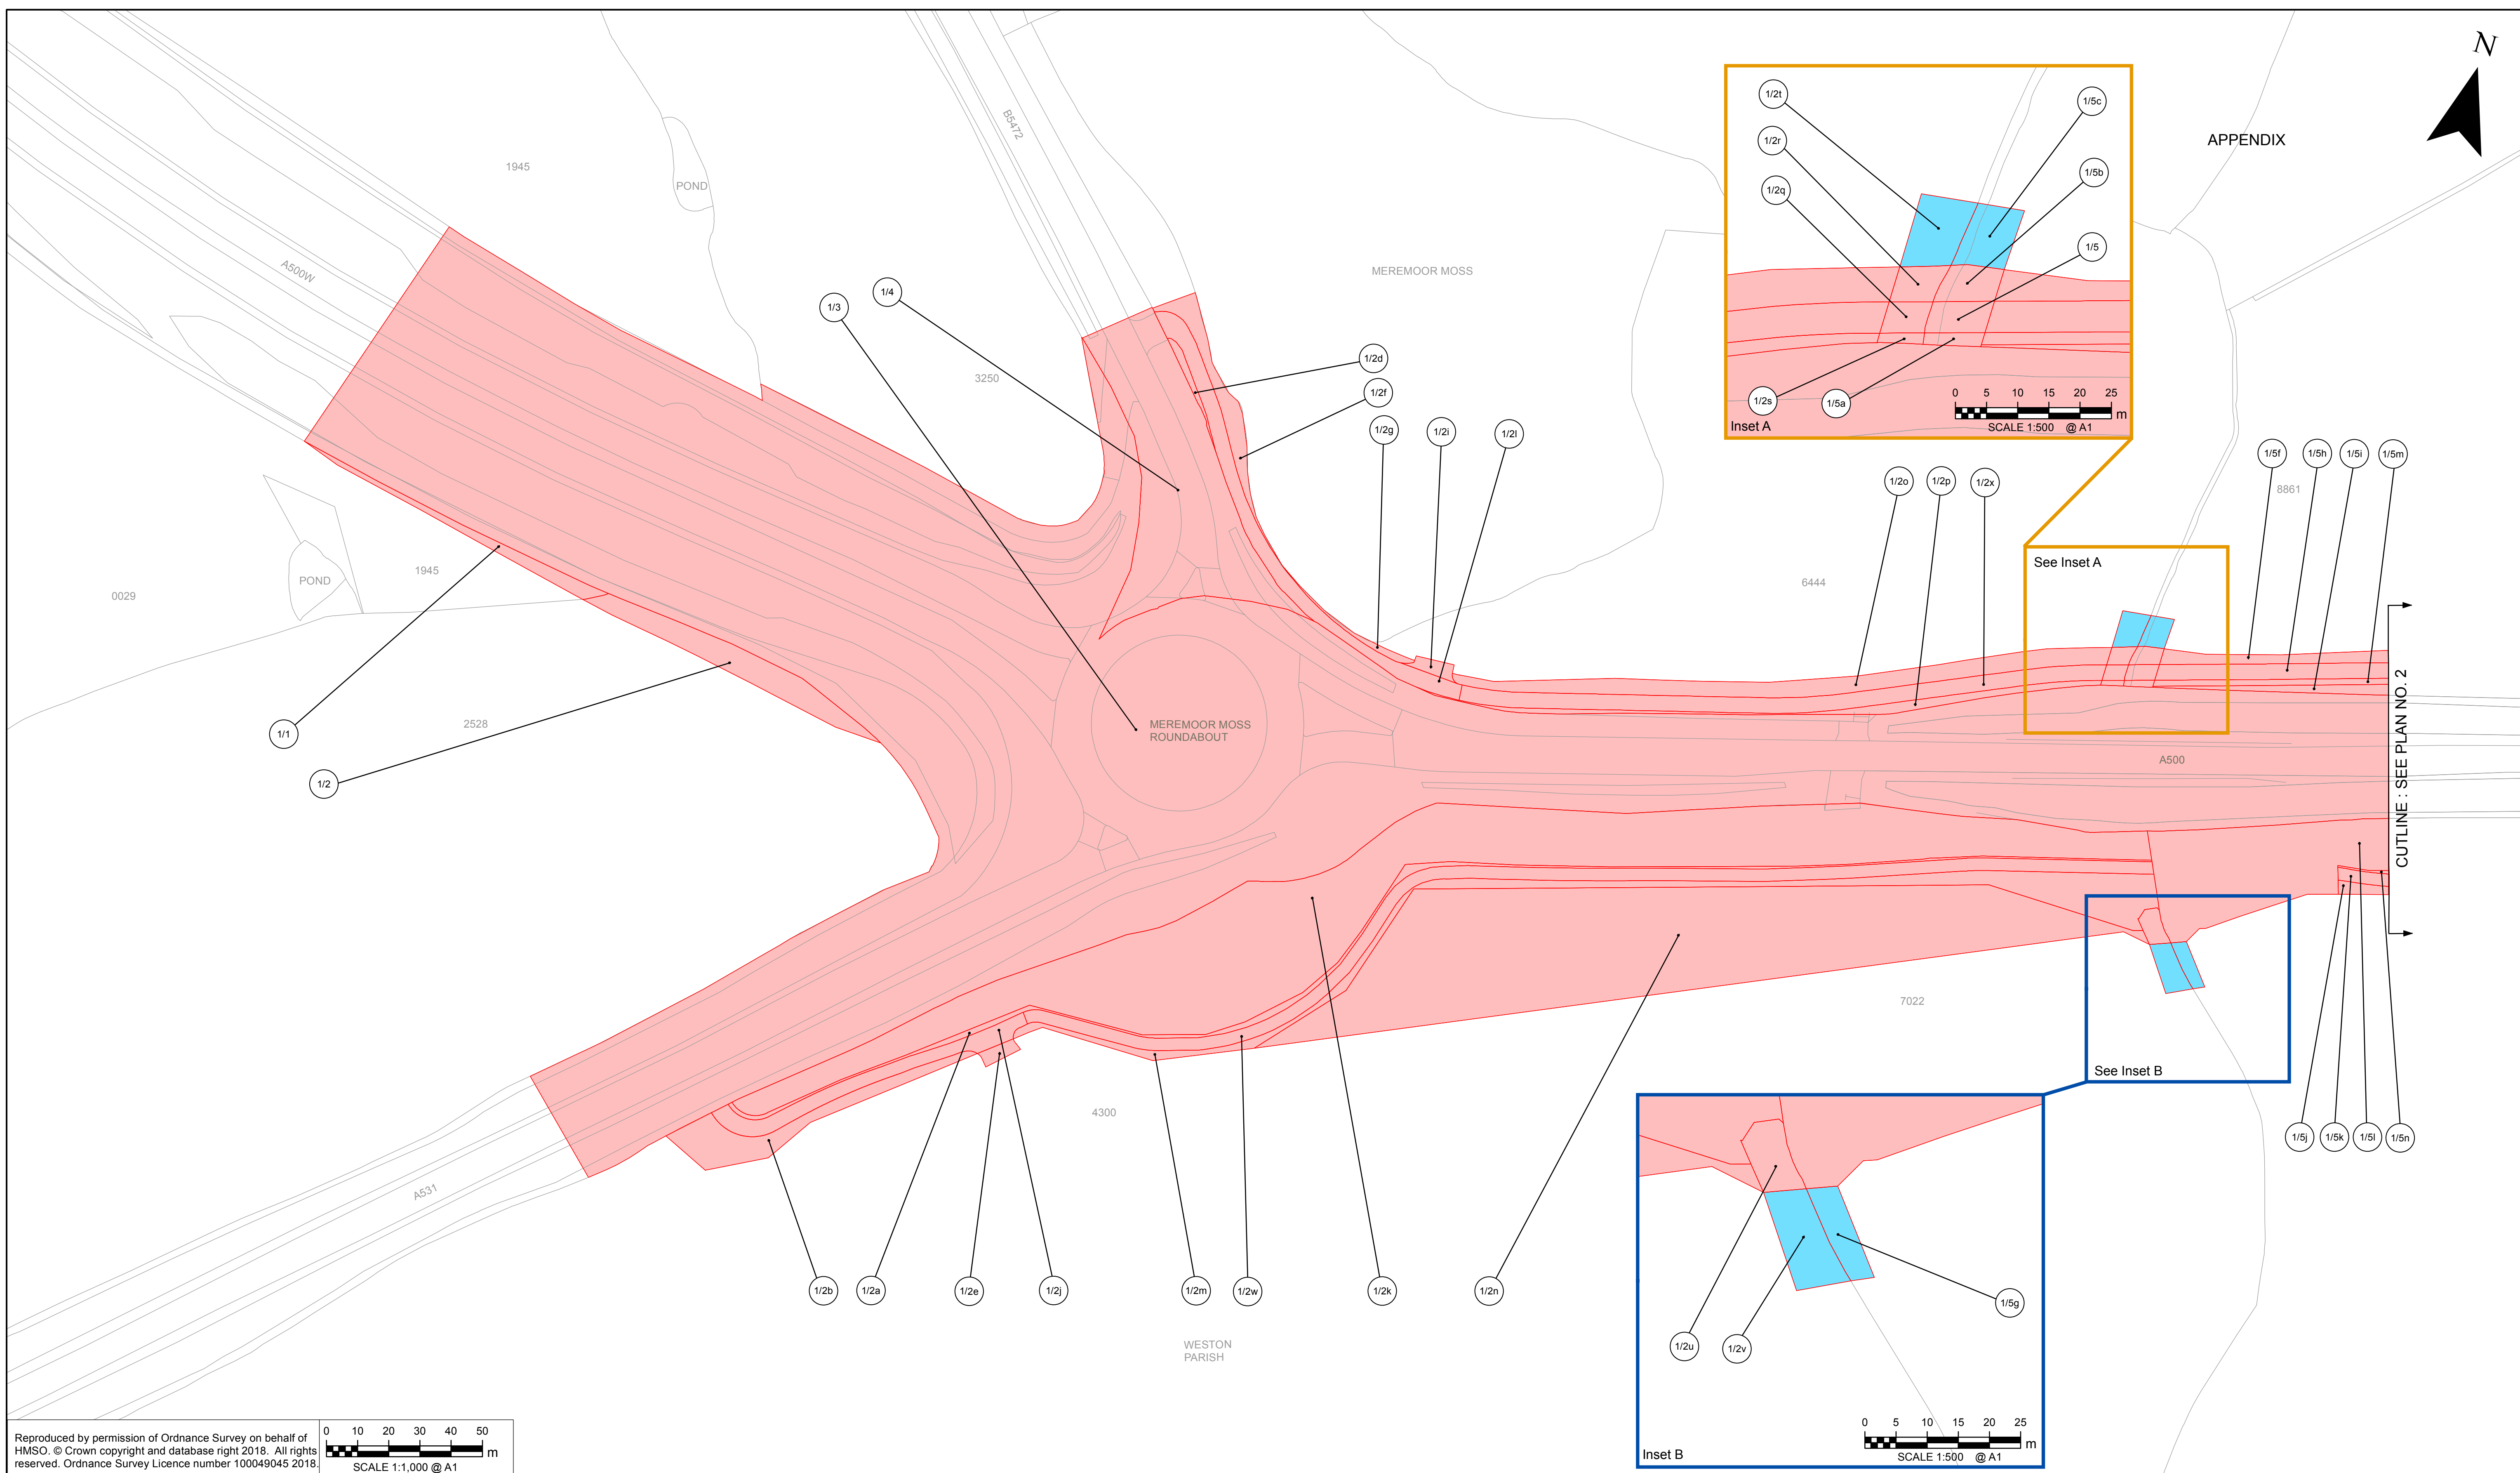 N
APPENDIX
1945
POND
B5472
A500W
MEREMOOR MOSS
3250
1/3
1/4
1/2d
1/2f
1/2g
1/2i
1/2l
1/2t
1/2r
1/2q
1/5c
1/5b
1/5
1/2s
1/5a
0 5 10 15 20 25
m
SCALE 1:500 @ A1
Inset A
1/2o
1/2p
1/2x
1/5f
1/5h
1/5i
1/5m
8861
See Inset A
6444
POND
1945
0029
2528
1/1
1/2
MEREMOOR MOSS
ROUNDABOUT
A500
CUTLINE : SEE PLAN NO. 2
7022
See Inset B
4300
A531
1/5j
1/5k
1/5l
1/5n
1/2b
1/2a
1/2e
1/2j
1/2m
1/2w
1/2k
1/2n
WESTON
PARISH
1/2u
1/2v
1/5g
0 5 10 15 20 25
m
SCALE 1:500 @ A1
Inset B
Reproduced by permission of Ordnance Survey on behalf of
HMSO. © Crown copyright and database right 2018. All rights
reserved. Ordnance Survey Licence number 100049045 2018.
0 10 20 30 40 50
m
SCALE 1:1,000 @ A1